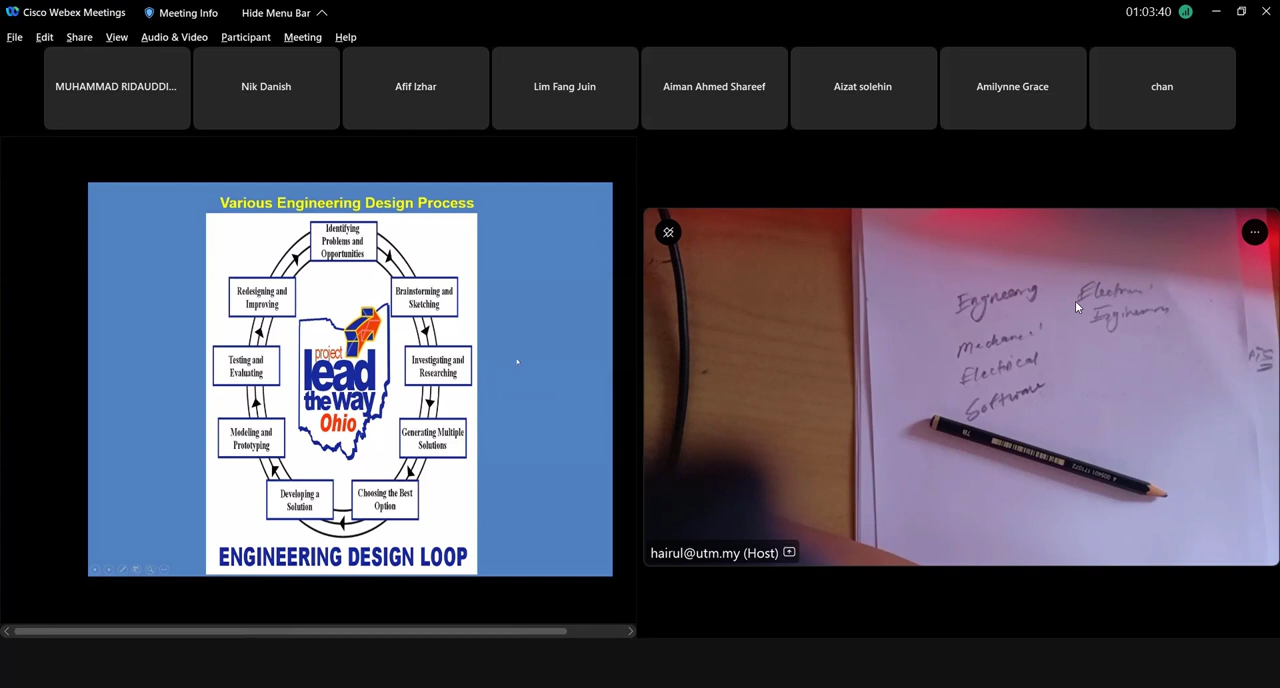 Cisco Webex Meetings
Meeting Info
Hide Menu Bar
01:03:40
File Edit Share View Audio & Video Participant Meeting Help
MUHAMMAD RIDAUDDI...
Nik Danish
Afif Izhar
Lim Fang Juin
Aiman Ahmed Shareef
Aizat solehin
Amilynne Grace
chan
Various Engineering Design Process
Identifying
Problems and
Opportunities
Brainstorming and
Sketching
Investigating and
Researching
Generating Multiple
Solutions
Choosing the Best
Option
Developing a
Solution
Modeling and
Prototyping
Testing and
Evaluating
Redesigning and
Improving
project
lead
the way
Ohio
ENGINEERING DESIGN LOOP
Engineering
Electrical
Software
7B
hairul@utm.my (Host)